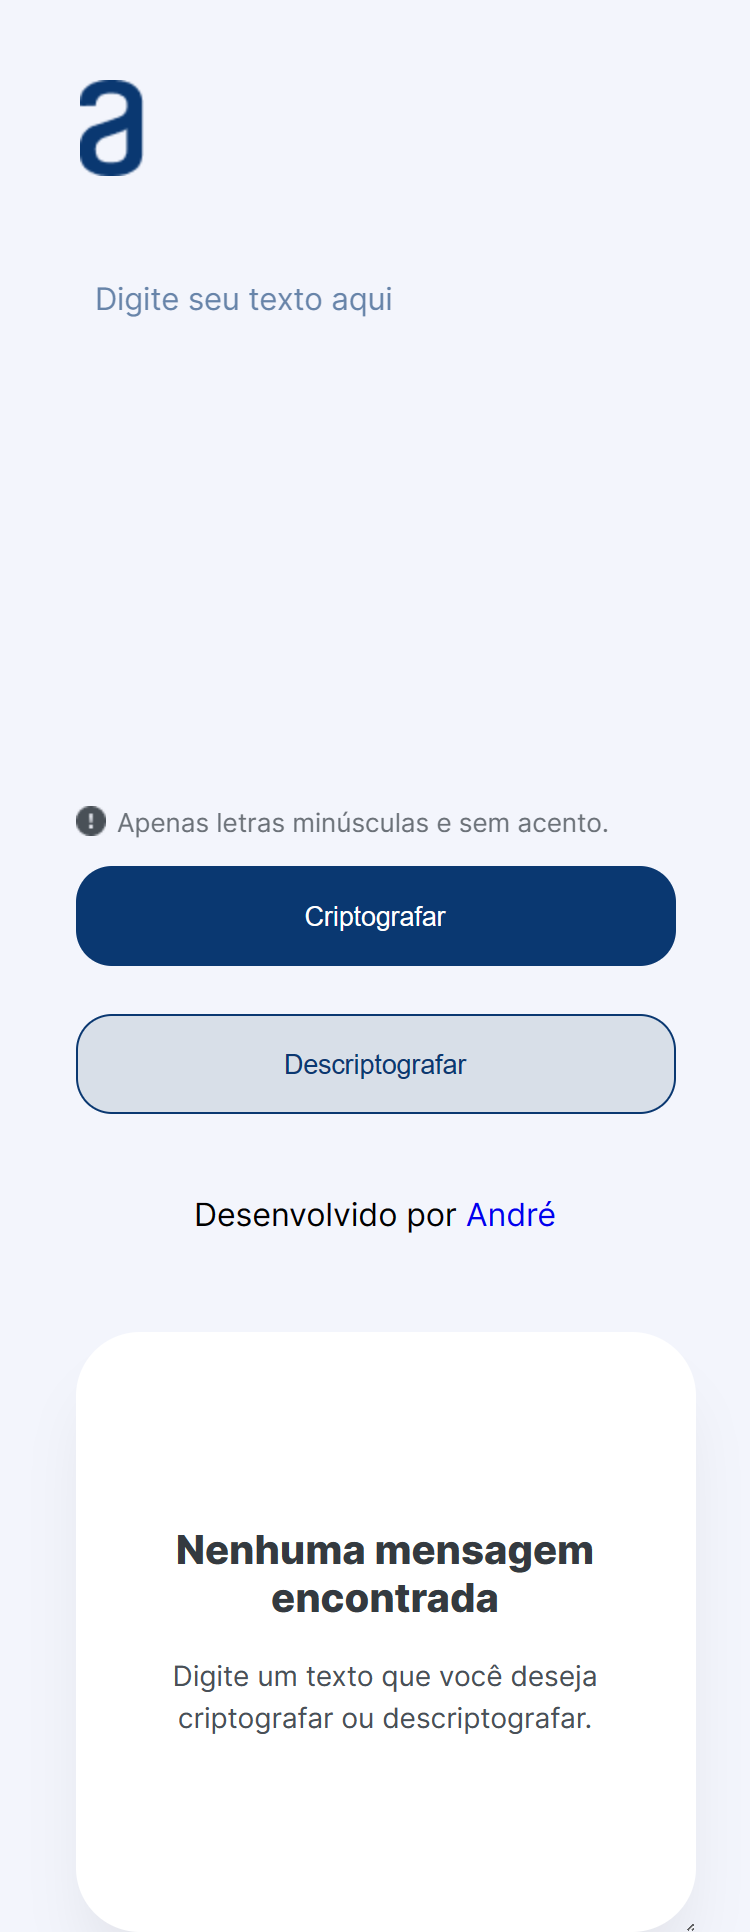 a
Digite seu texto aqui
Apenas letras minúsculas e sem acento.
Criptografar
Descriptografar
Desenvolvido por André
Nenhuma mensagem
encontrada
Digite um texto que você deseja
criptografar ou descriptografar.